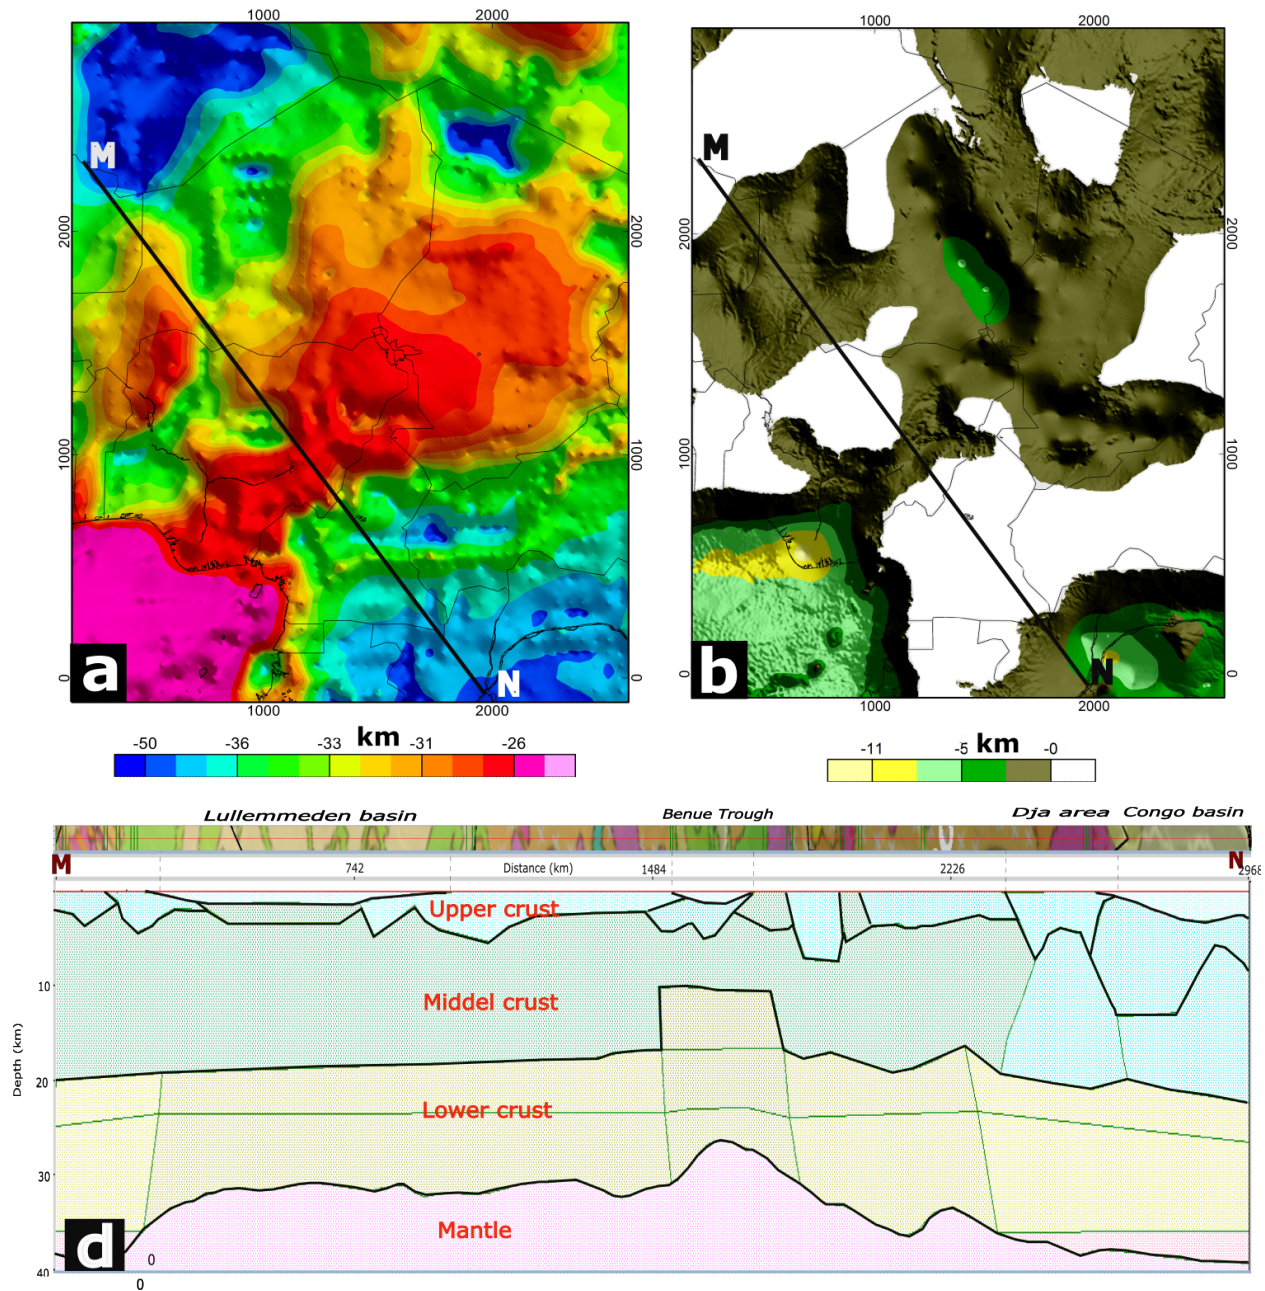 1000 2000
1000 2000
M
M
2000
2000
2000
2000
1000
1000
1000
1000
0
0
0
0
a
N
b
N
1000 2000
1000 2000
km
-50 -36 -33 -31 -26
km
-11 -5 -0
Lullemmeden basin
Benue Trough
Dja area
Congo basin
M
742
Distance (km)
1484
2226
N
2968
Upper crust
10
Middel crust
Depth (km)
20
Lower crust
30
Mantle
d
0
40
0